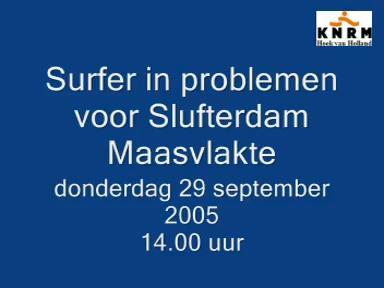 KNRM
Hoek van Holland
Surfer in problemen
voor Slufterdam
Maasvlakte
donderdag 29 september
2005
14.00 uur